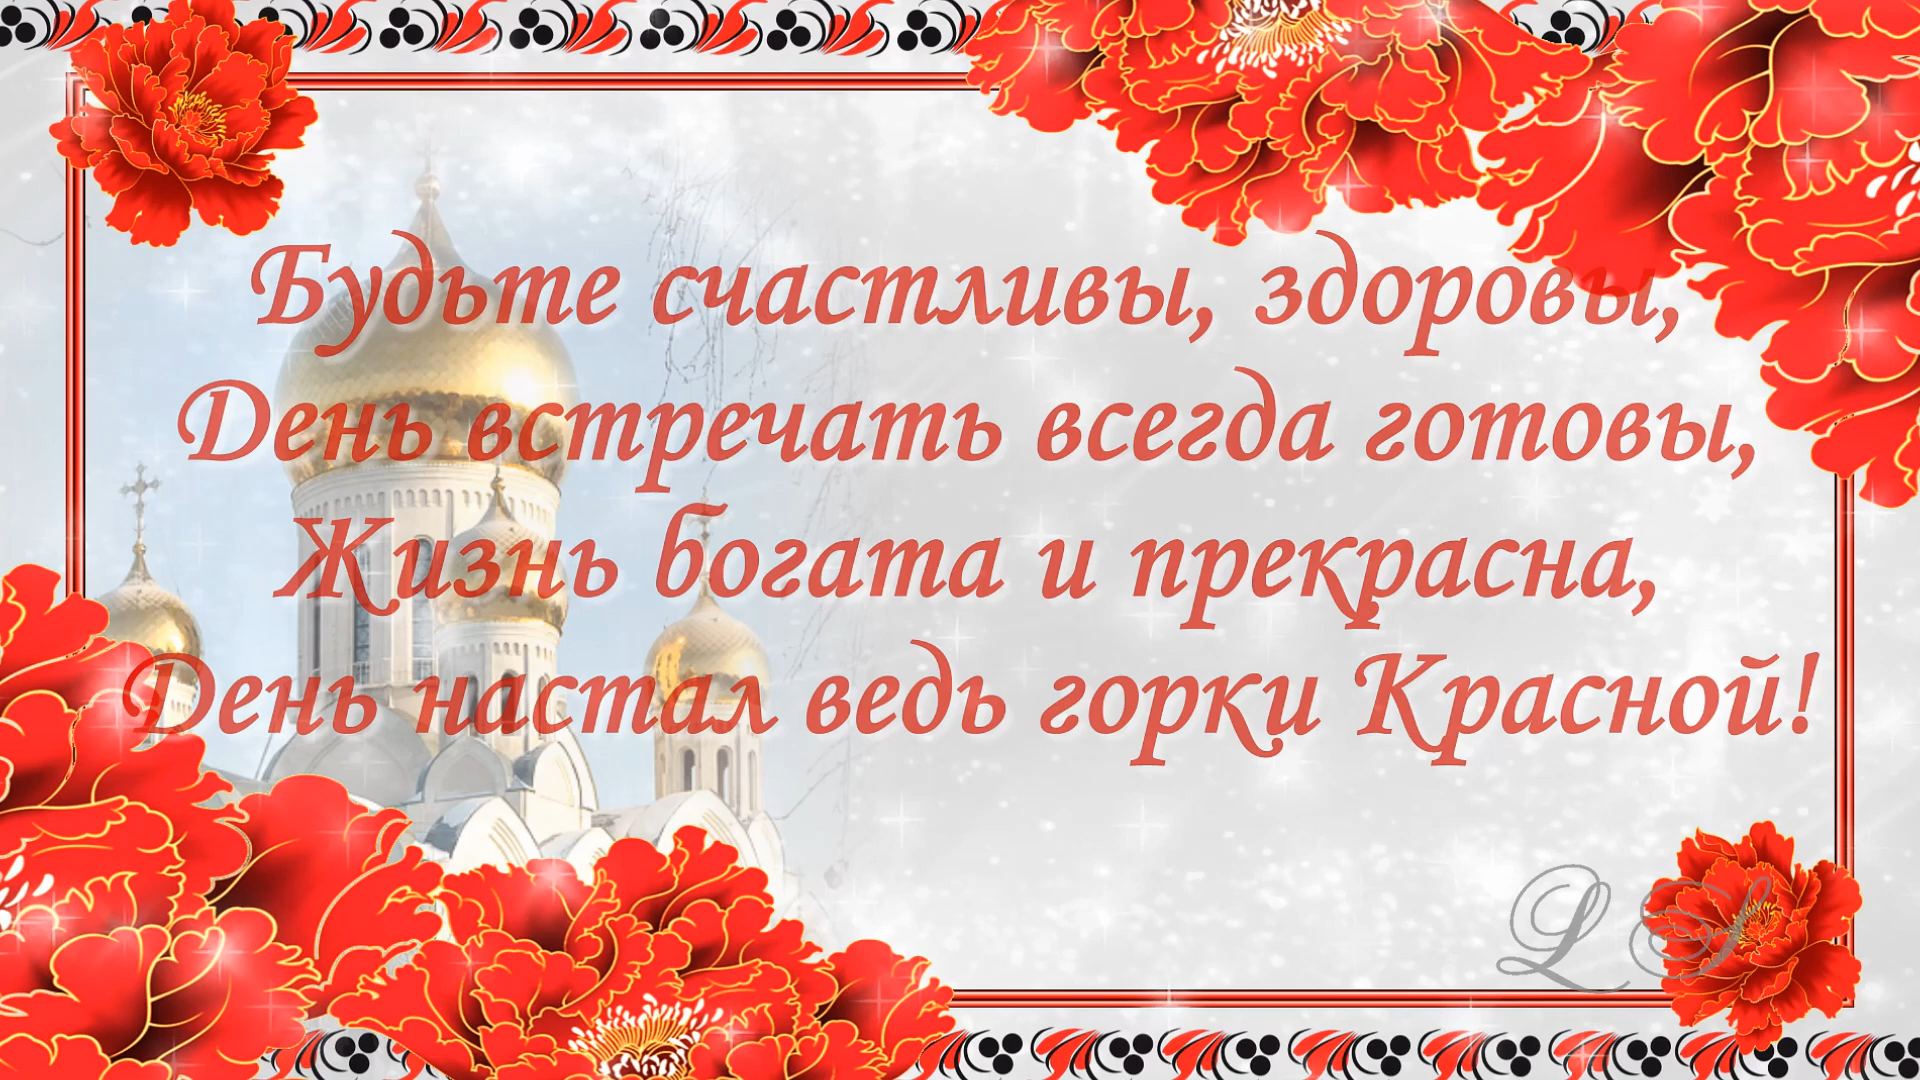 Будьте счастливы, здоровы,
День встречать всегда готовы,
Жизнь богата и прекрасна,
День настал ведь горки Красной!
L S